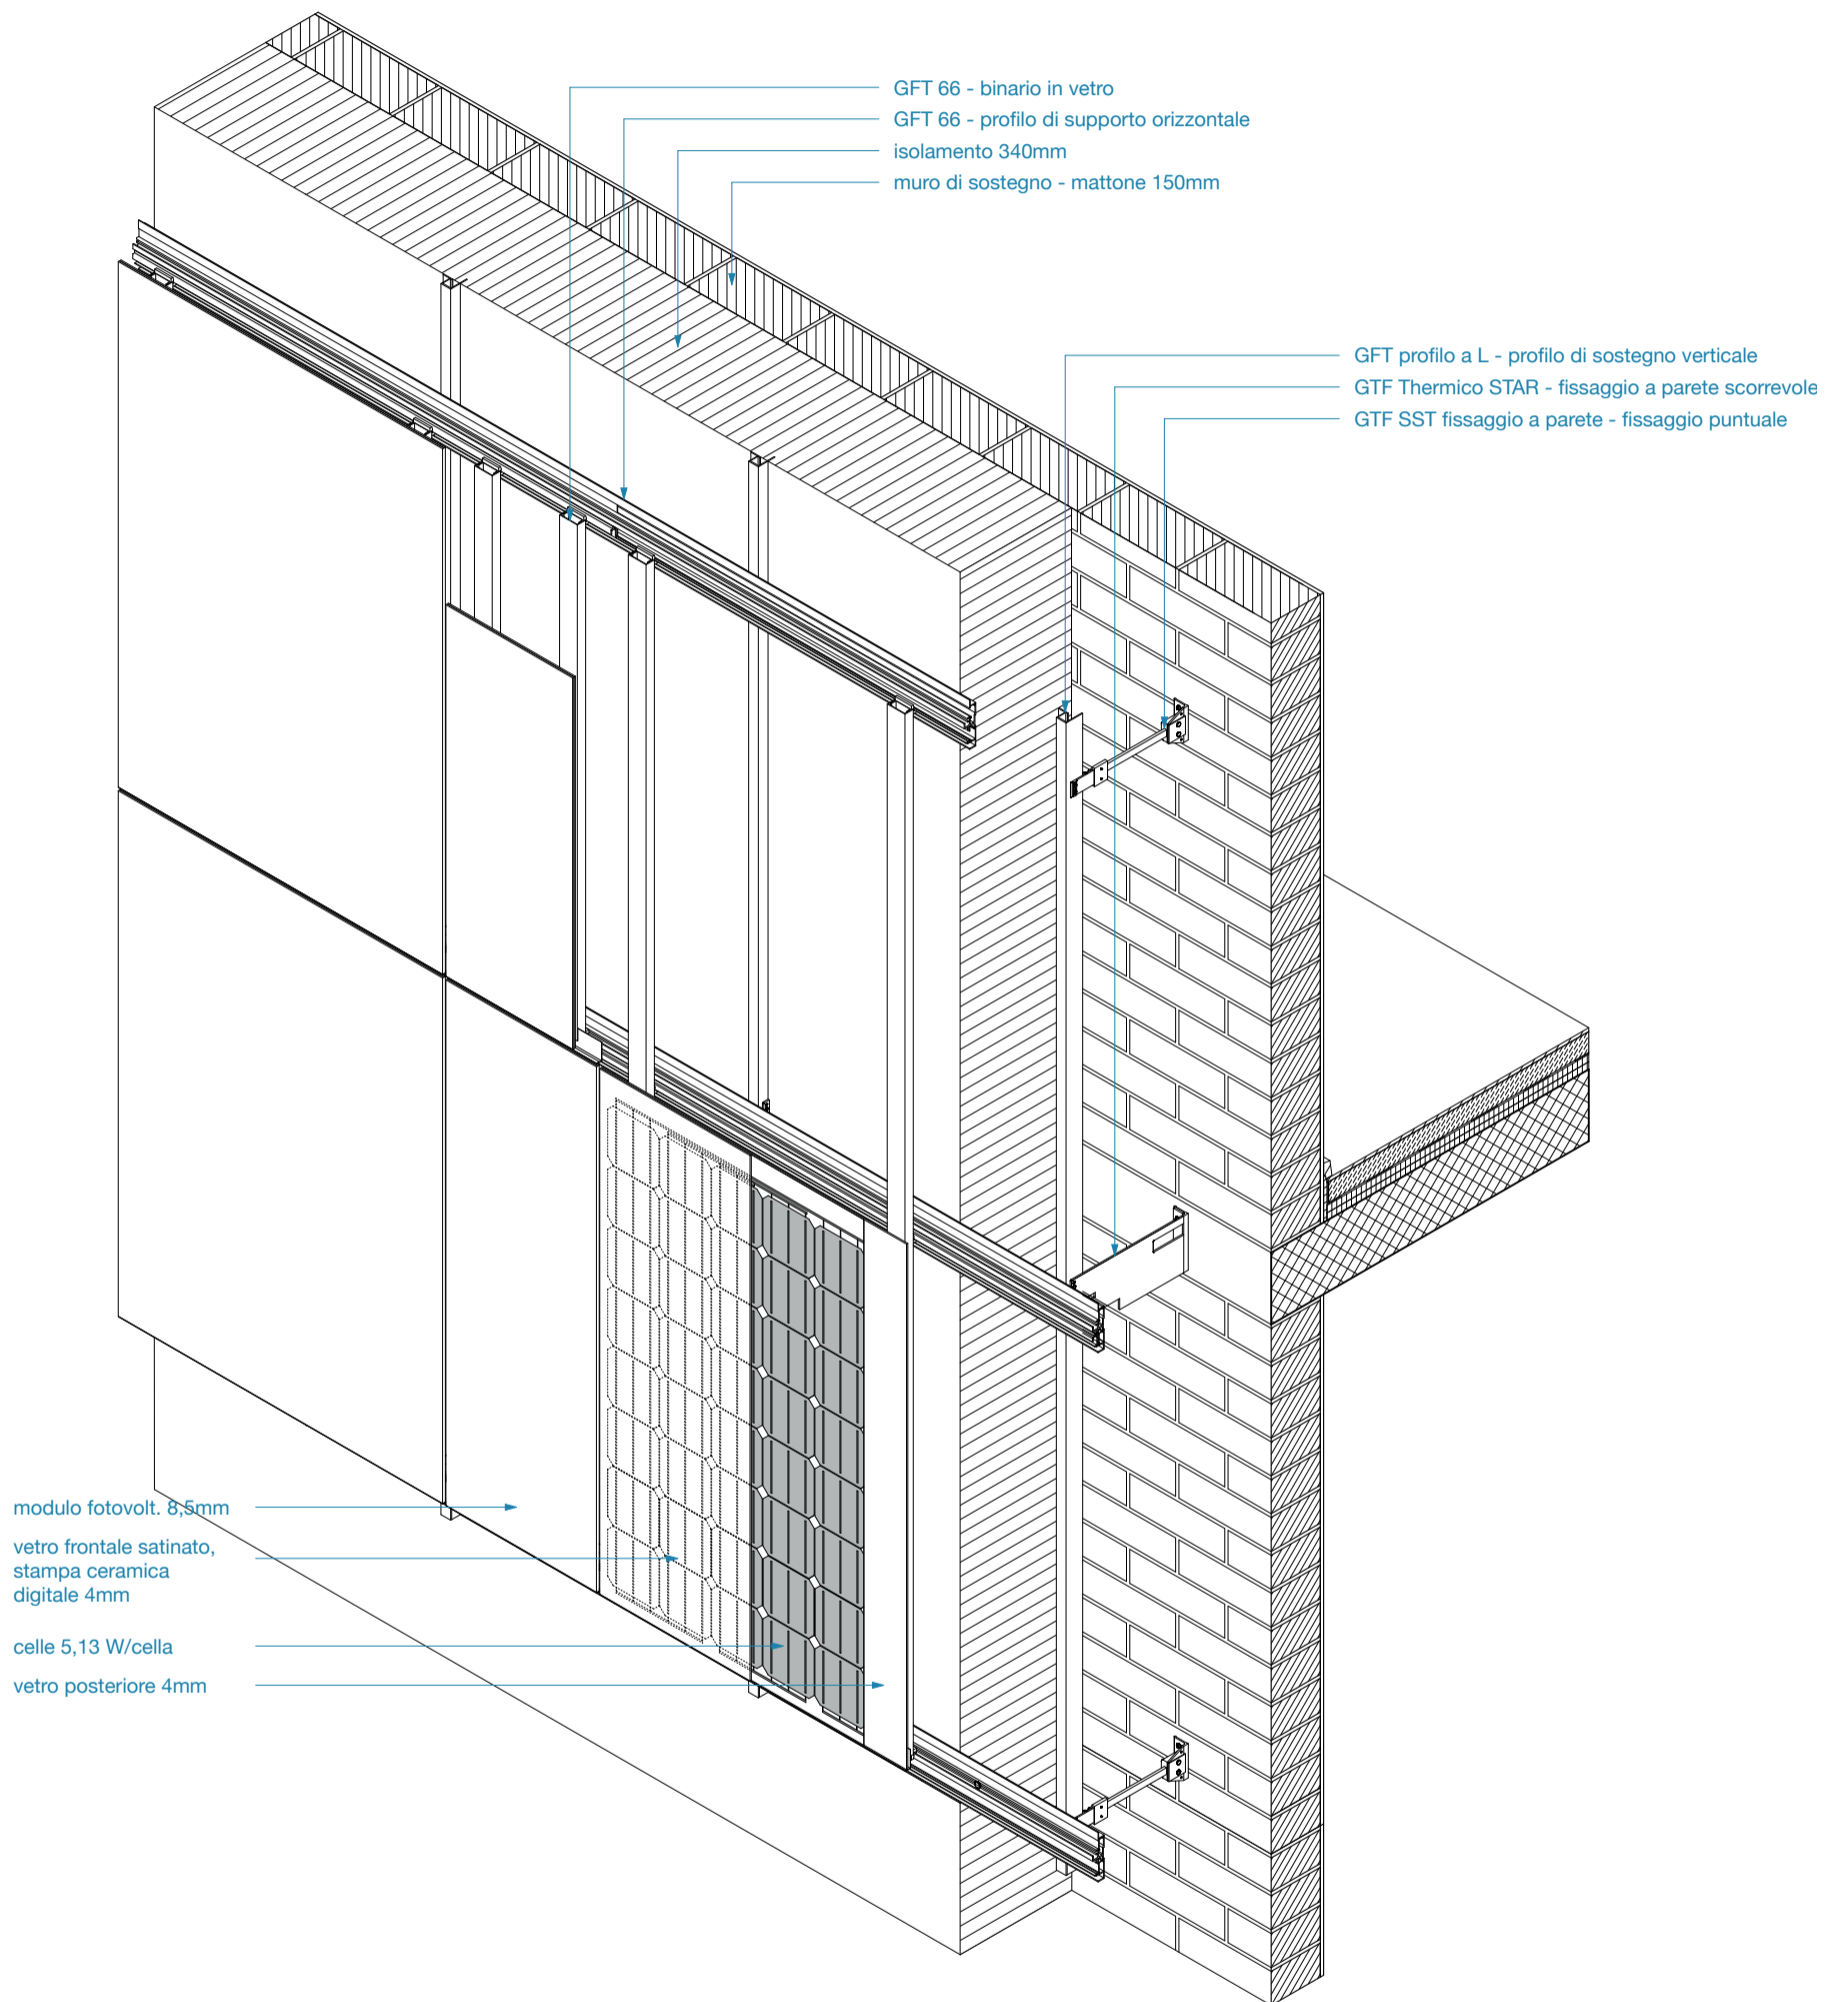 GFT 66 - binario in vetro
GFT 66 - profilo di supporto orizzontale
isolamento 340mm
muro di sostegno - mattone 150mm
GFT profilo a L - profilo di sostegno verticale
GTF Thermico STAR - fissaggio a parete scorrevole
GTF SST fissaggio a parete - fissaggio puntuale
modulo fotovolt. 8,5mm
vetro frontale satinato,
stampa ceramica
digitale 4mm
celle 5,13 W/cella
vetro posteriore 4mm